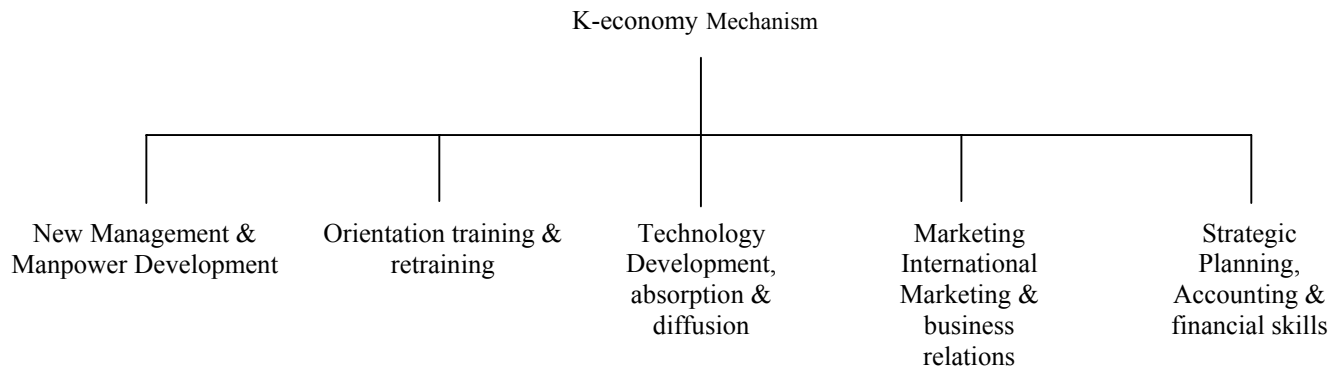 K-economy Mechanism
New Management &
Manpower Development
Orientation training &
retraining
Technology
Development,
absorption &
diffusion
Marketing
International
Marketing &
business
relations
Strategic
Planning,
Accounting &
financial skills